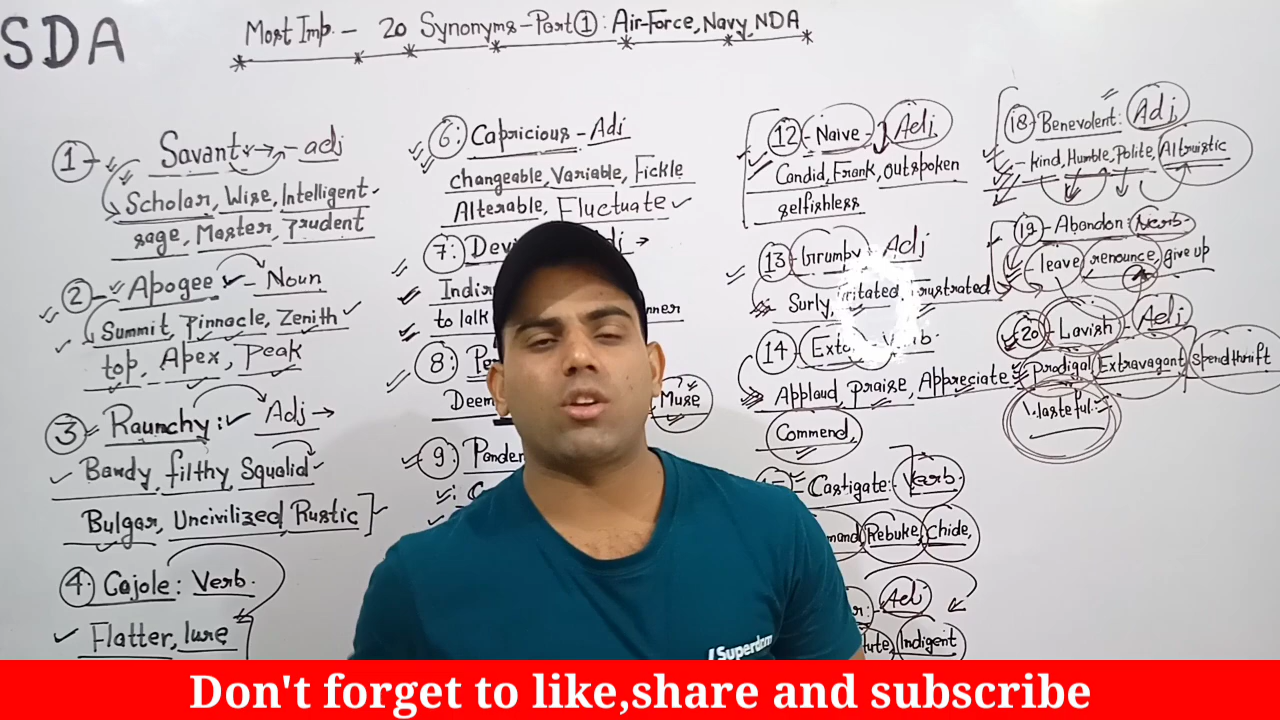 SDA
Most Imp. - 20 Synonyms-Part ①: Air-Force, Navy, NDA
1- Savant → - adj
Scholar, Wise, Intelligent
sage, Master, Prudent
2- Apogee - Noun
Summit, Pinnacle, Zenith
top, Apex, Peak
3 Raunchy: Adj →
Bawdy, filthy, Squalid
Bulgar, Uncivilized, Rustic
4. Cajole: Verb.
Flatter, lure
6: Capricious - Adj
changeable, Variable, Fickle
Alterable, Fluctuate
7:
to talk
8:
Deem
Muse
9:
12 - Naive - Adj
Candid, Frank, outspoken
selfishless
13 - Grumby Adj
Surly, irritated, frustrated
14 - Verb.
Applaud, praise, Appreciate
Commend,
Castigate: Verb.
Rebuke, Chide,
Adj
Indigent
18 - Benevolent: Adj
- kind, Humble, Polite, Altruistic
19 - Abandon: Verb.
- leave, renounce, give up
20 - Lavish - Adj
Prodigal, Extravagant, Spendthrift
Wasteful
Don't forget to like,share and subscribe